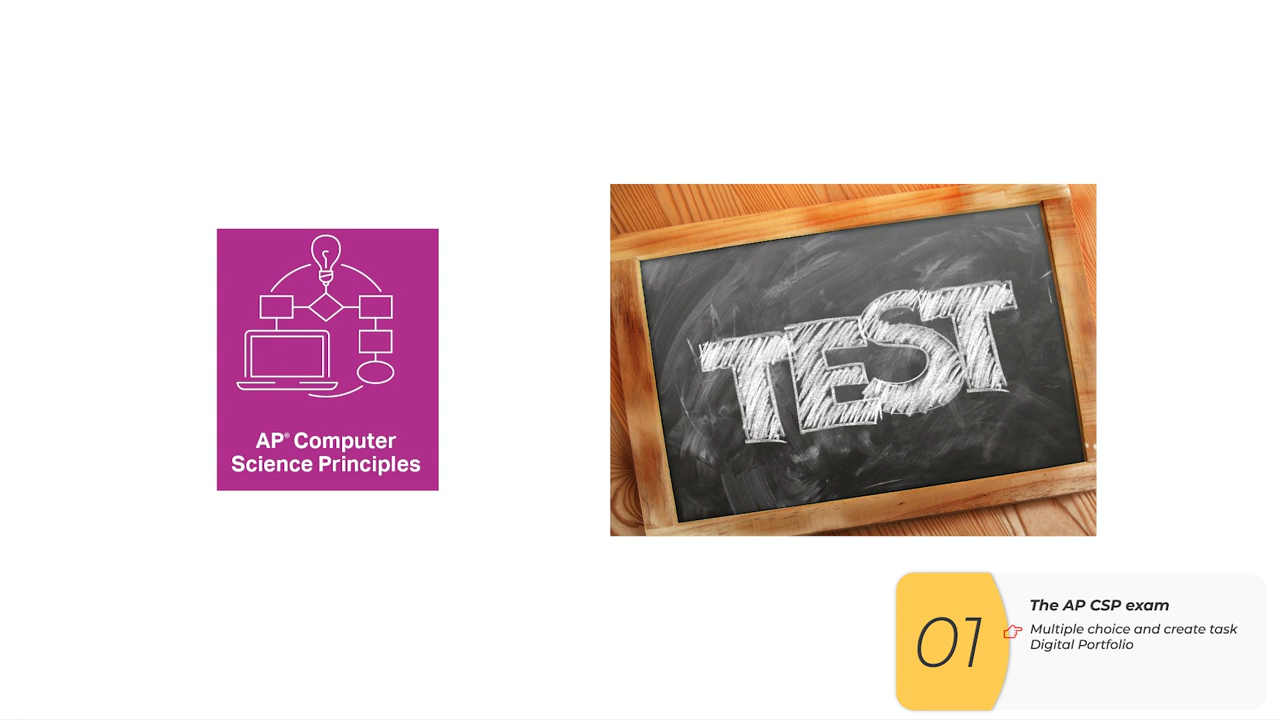 AP® Computer
Science Principles
TEST
01
The AP CSP exam
Multiple choice and create task
Digital Portfolio